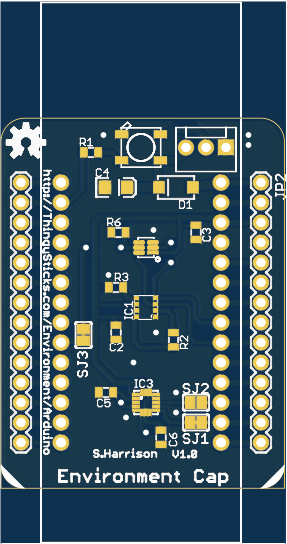 R1
C4
D1
JP2
R6
C3
R3
IC1
C2
R2
SJ3
http://ThingySticks.com/Environment/Arduino
C5
IC3
SJ2
SJ1
C6
S.Harrison V1.0
Environment Cap